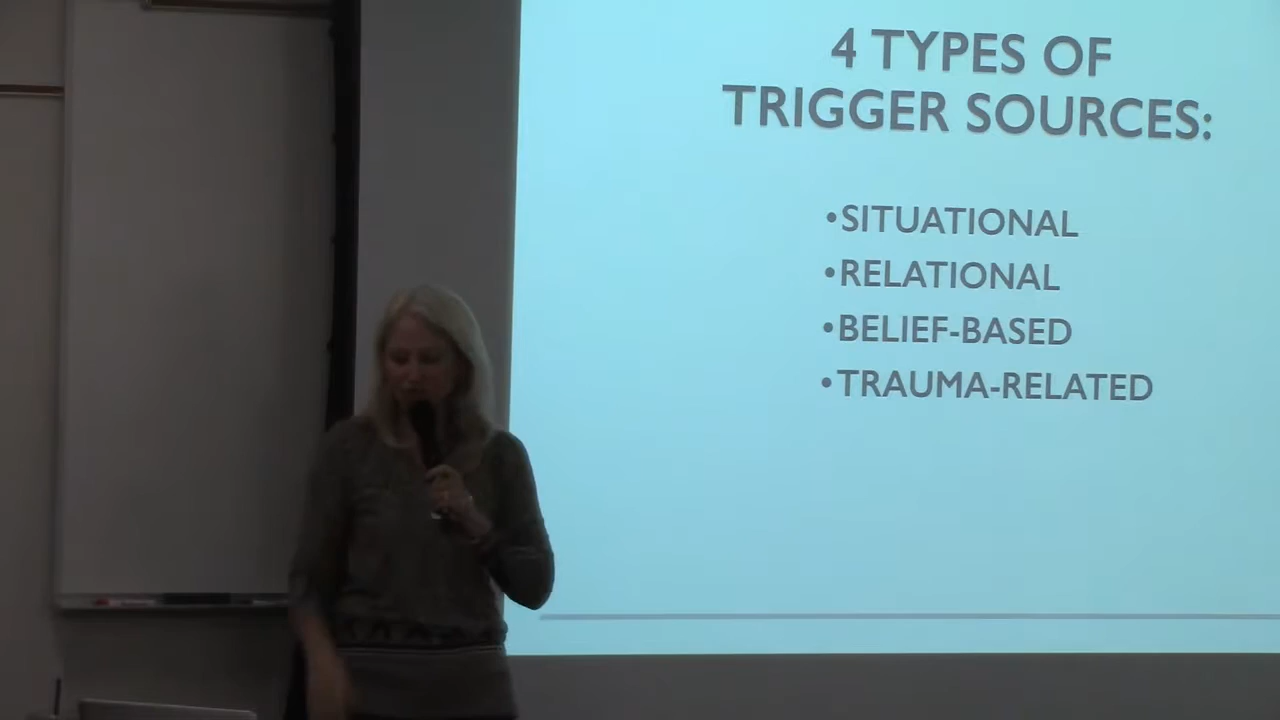 4 TYPES OF
TRIGGER SOURCES:
•SITUATIONAL
•RELATIONAL
•BELIEF-BASED
•TRAUMA-RELATED